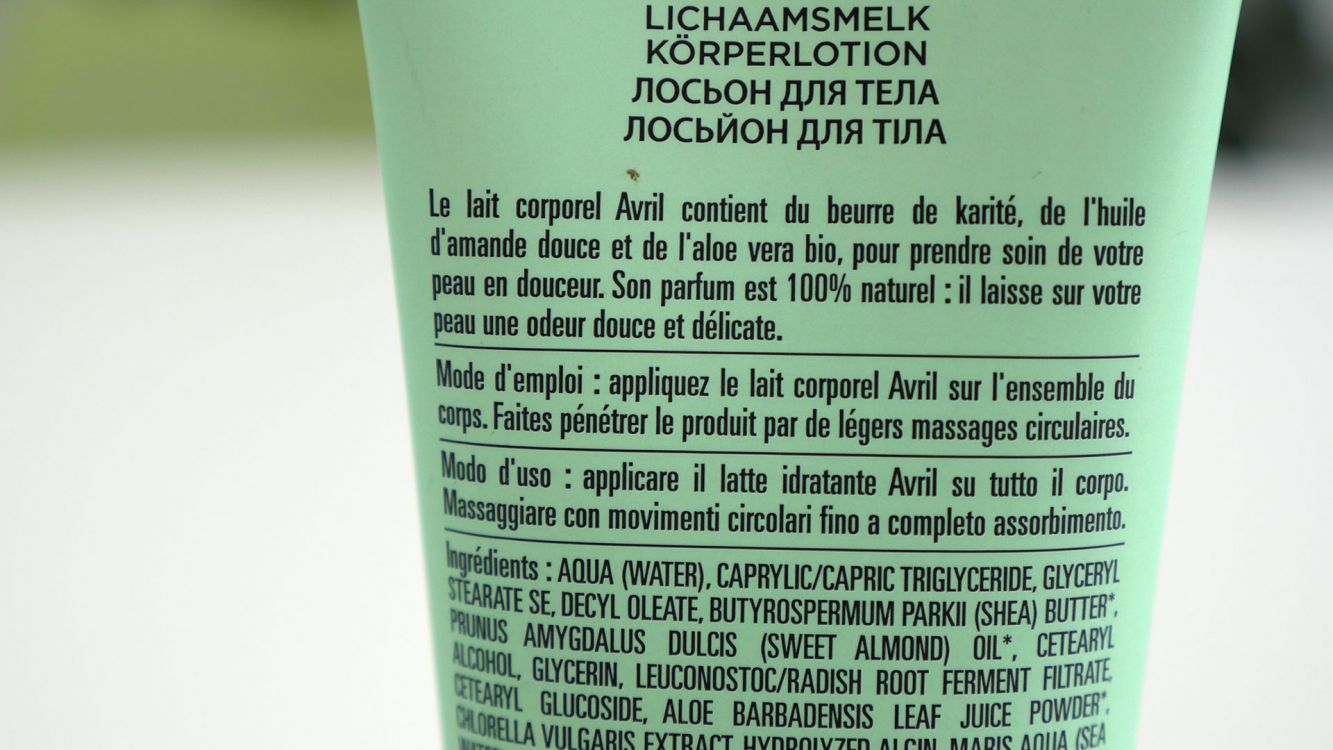 LICHAAMSMELK
KÖRPERLOTION
ЛОСЬОН ДЛЯ ТЕЛА
ЛОСЬЙОН ДЛЯ ТІЛА
Le lait corporel Avril contient du beurre de karité, de l'huile
d'amande douce et de l'aloe vera bio, pour prendre soin de votre
peau en douceur. Son parfum est 100% naturel : il laisse sur votre
peau une odeur douce et délicate.
Mode d'emploi : appliquez le lait corporel Avril sur l'ensemble du
corps. Faites pénétrer le produit par de légers massages circulaires.
Modo d'uso : applicare il latte idratante Avril su tutto il corpo.
Massaggiare con movimenti circolari fino a completo assorbimento.
Ingrédients : AQUA (WATER), CAPRYLIC/CAPRIC TRIGLYCERIDE, GLYCERYL
STEARATE SE, DECYL OLEATE, BUTYROSPERMUM PARKII (SHEA) BUTTER*,
PRUNUS AMYGDALUS DULCIS (SWEET ALMOND) OIL*, CETEARYL
ALCOHOL, GLYCERIN, LEUCONOSTOC/RADISH ROOT FERMENT FILTRATE,
CETEARYL GLUCOSIDE, ALOE BARBADENSIS LEAF JUICE POWDER*,
CHLORELLA VULGARIS EXTRACT, HYDROLYZED ALGIN, MARIS AQUA (SEA